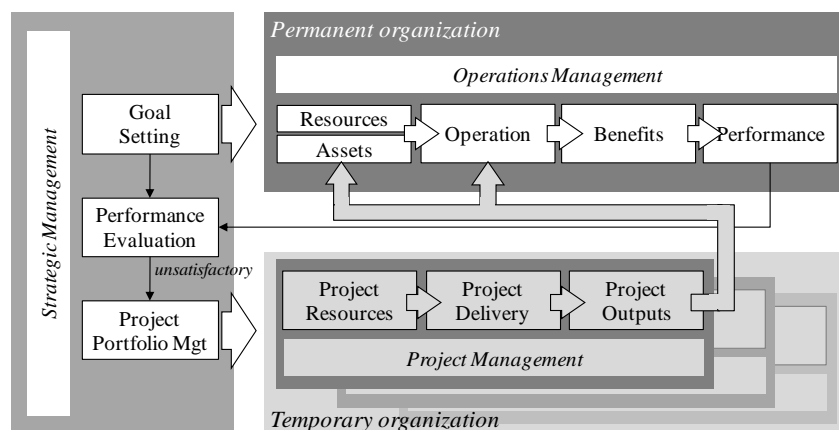 Strategic Management
Goal
Setting
Performance
Evaluation
unsatisfactory
Project
Portfolio Mgt
Permanent organization
Operations Management
Resources
Assets
Operation
Benefits
Performance
Project
Resources
Project
Delivery
Project
Outputs
Project Management
Temporary organization